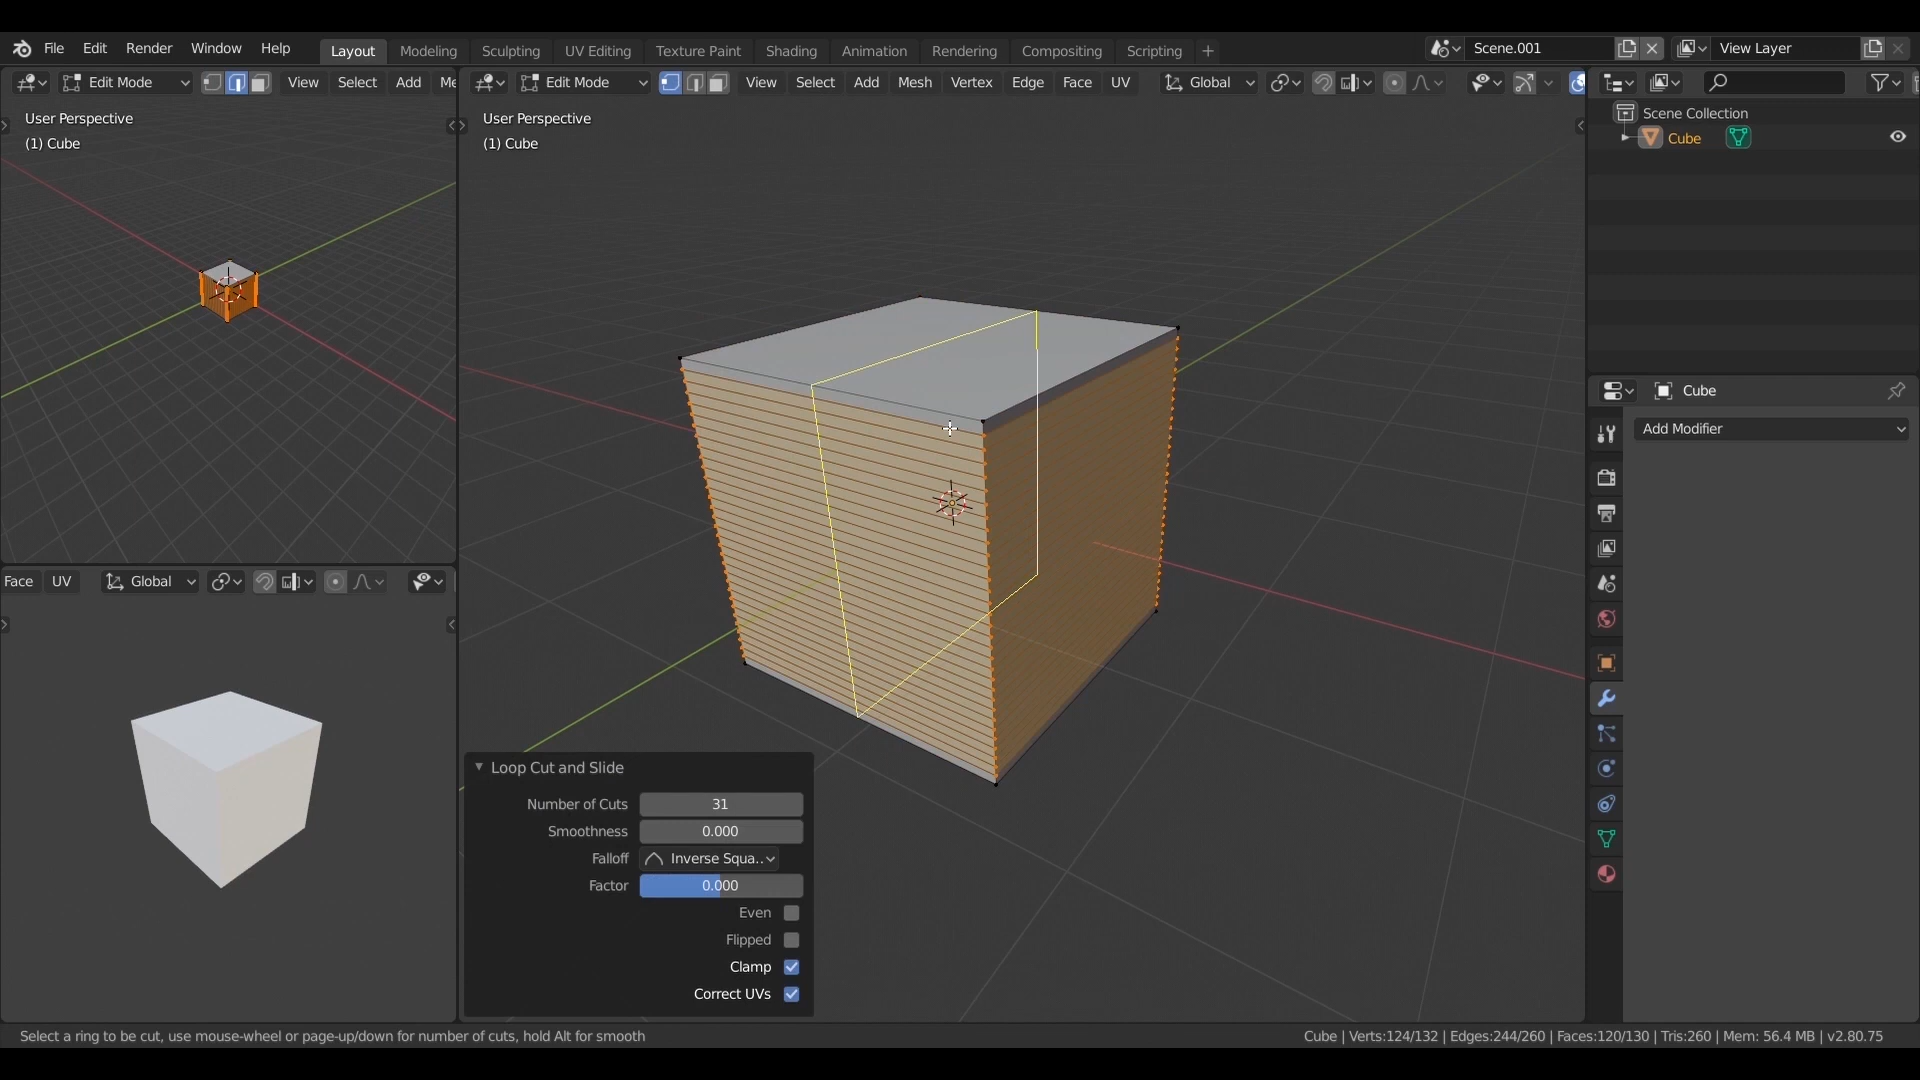 File Edit Render Window Help Layout Modeling Sculpting UV Editing Texture Paint Shading Animation Rendering Compositing Scripting + Scene.001 View Layer
Edit Mode View Select Add Me
Edit Mode View Select Add Mesh Vertex Edge Face UV Global
User Perspective
(1) Cube
User Perspective
(1) Cube
Scene Collection
Cube
Cube
Add Modifier
Face UV Global
Loop Cut and Slide
Number of Cuts 31
Smoothness 0.000
Falloff Inverse Squa..
Factor 0.000
Even
Flipped
Clamp
Correct UVs
Select a ring to be cut, use mouse-wheel or page-up/down for number of cuts, hold Alt for smooth
Cube | Verts:124/132 | Edges:244/260 | Faces:120/130 | Tris:260 | Mem: 56.4 MB | v2.80.75